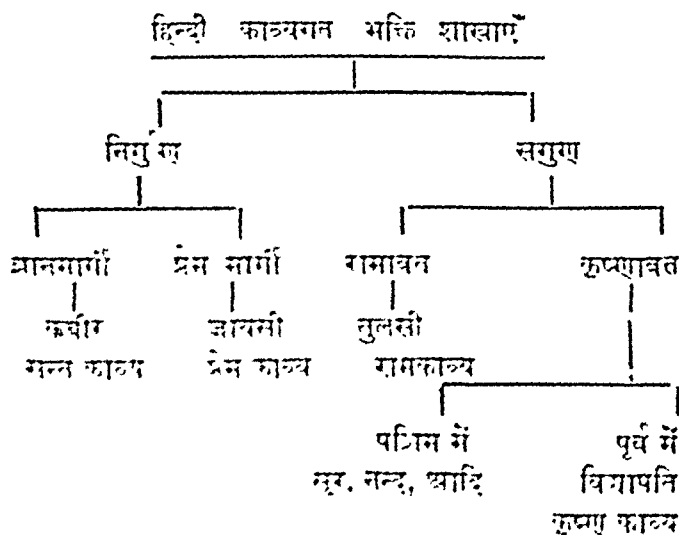 हिन्दी काव्यगत भक्ति शाखाएँ
निर्गुण सगुण
ज्ञानमार्गी प्रेम मार्गी रामावत कृष्णावत
कबीर जायसी तुलसी
सन्त काव्य प्रेम काव्य रामकाव्य
पश्चिम में पूर्व में
सूर, नन्द, आदि विद्यापति
कृष्ण काव्य